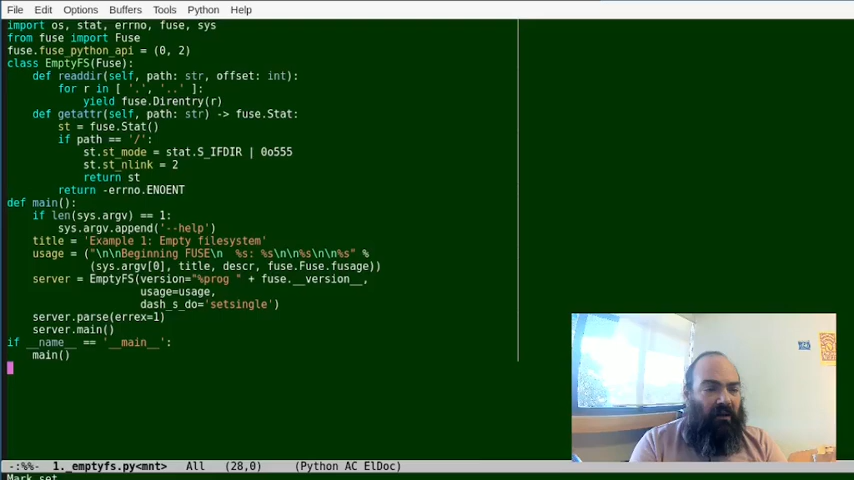 File Edit Options Buffers Tools Python Help
import os, stat, errno, fuse, sys
from fuse import Fuse
fuse.fuse_python_api = (0, 2)
class EmptyFS(Fuse):
    def readdir(self, path: str, offset: int):
        for r in [ '.', '..' ]:
            yield fuse.Direntry(r)
    def getattr(self, path: str) -> fuse.Stat:
        st = fuse.Stat()
        if path == '/':
            st.st_mode = stat.S_IFDIR | 0o555
            st.st_nlink = 2
            return st
        return -errno.ENOENT
def main():
    if len(sys.argv) == 1:
        sys.argv.append('--help')
    title = 'Example 1: Empty filesystem'
    usage = ("\n\nBeginning FUSE\n  %s: %s\n\n%s\n\n%s" %
             (sys.argv[0], title, descr, fuse.Fuse.fusage))
    server = EmptyFS(version="%prog " + fuse.__version__,
                     usage=usage,
                     dash_s_do='setsingle')
    server.parse(errex=1)
    server.main()
if __name__ == '__main__':
    main()
-:%%-  1._emptyfs.py<mnt>   All   (28,0)   (Python AC ElDoc)
Mark set